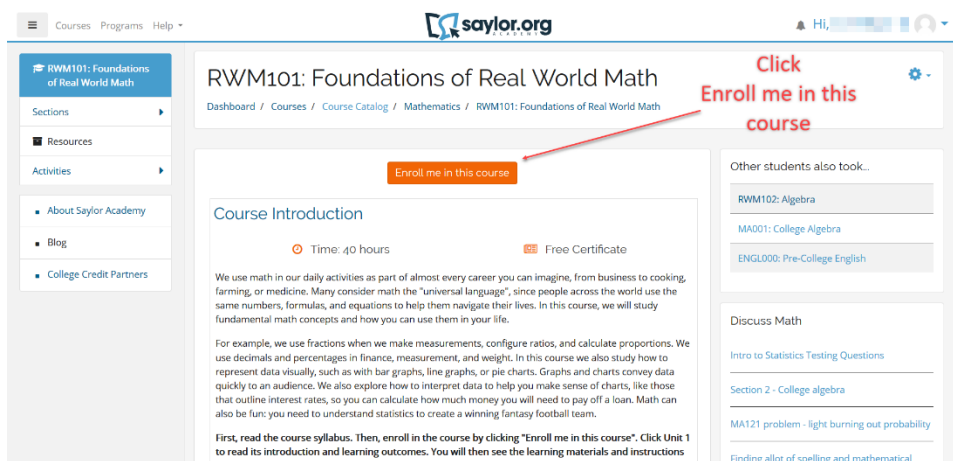 Courses Programs Help
saylor.org
ACADEMY
Hi,
RWM101: Foundations
of Real World Math
Sections
Resources
Activities
About Saylor Academy
Blog
College Credit Partners
RWM101: Foundations of Real World Math
Dashboard / Courses / Course Catalog / Mathematics / RWM101: Foundations of Real World Math
Click
Enroll me in this
course
Enroll me in this course
Course Introduction
Time: 40 hours
Free Certificate
We use math in our daily activities as part of almost every career you can imagine, from business to cooking,
farming, or medicine. Many consider math the "universal language", since people across the world use the
same numbers, formulas, and equations to help them navigate their lives. In this course, we will study
fundamental math concepts and how you can use them in your life.
For example, we use fractions when we make measurements, configure ratios, and calculate proportions. We
use decimals and percentages in finance, measurement, and weight. In this course we also study how to
represent data visually, such as with bar graphs, line graphs, or pie charts. Graphs and charts convey data
quickly to an audience. We also explore how to interpret data to help you make sense of charts, like those
that outline interest rates, so you can calculate how much money you will need to pay off a loan. Math can
also be fun: you need to understand statistics to create a winning fantasy football team.
First, read the course syllabus. Then, enroll in the course by clicking "Enroll me in this course". Click Unit 1
to read its introduction and learning outcomes. You will then see the learning materials and instructions
Other students also took...
RWM102: Algebra
MA001: College Algebra
ENGL000: Pre-College English
Discuss Math
Intro to Statistics Testing Questions
Section 2 - College algebra
MA121 problem - light burning out probability
Finding allot of spelling and mathematical